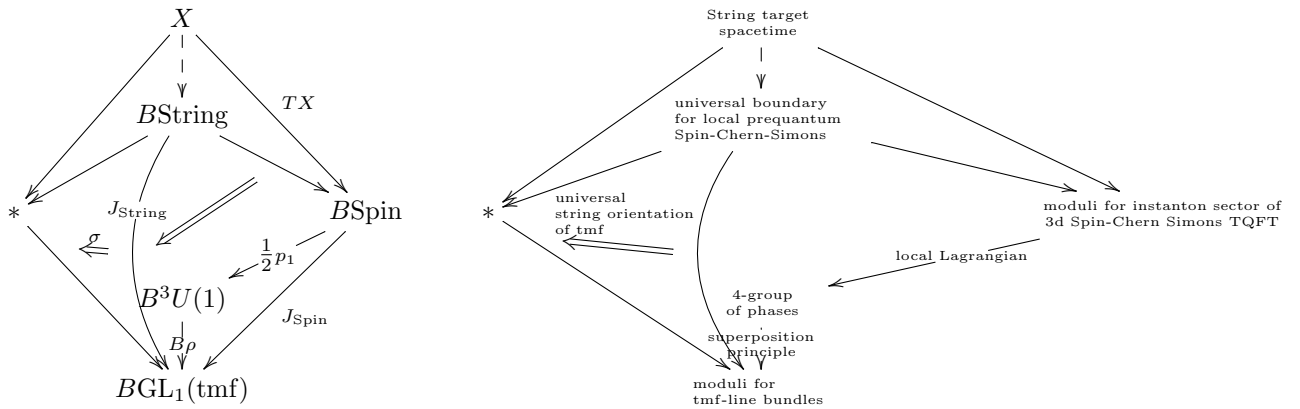 X
TX
BString
*
J_String
BSpin
σ
½p₁
B³U(1)
J_Spin
Bρ
BGL₁(tmf)
String target
spacetime
universal boundary
for local prequantum
Spin-Chern-Simons
*
universal
string orientation
of tmf
moduli for instanton sector of
3d Spin-Chern Simons TQFT
local Lagrangian
4-group
of phases
superposition
principle
moduli for
tmf-line bundles